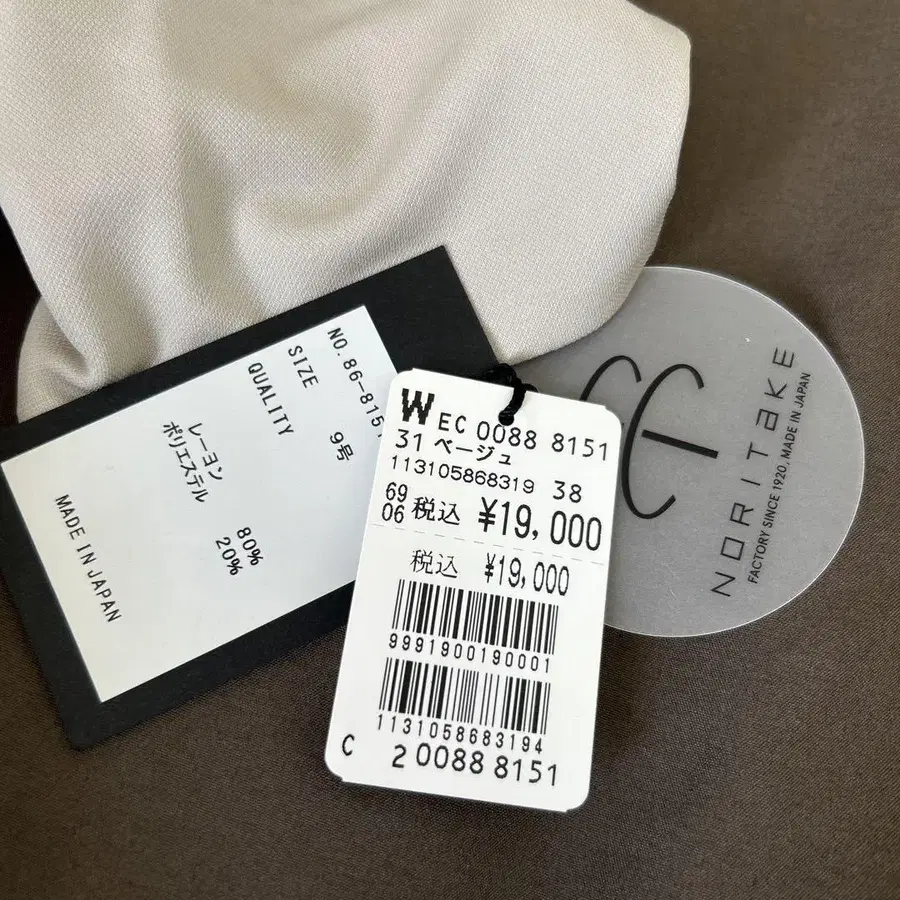 NO. 86-815
SIZE 9号
QUALITY
レーヨン 80%
ポリエステル 20%
MADE IN JAPAN
W EC 0088 8151
31 ベージュ
113105868319 38
69
06 税込 ¥19,000
税込 ¥19,000
9991900190001
1131058683194
C 2 0088 8151
NORITaKE
FACTORY SINCE 1920, MADE IN JAPAN